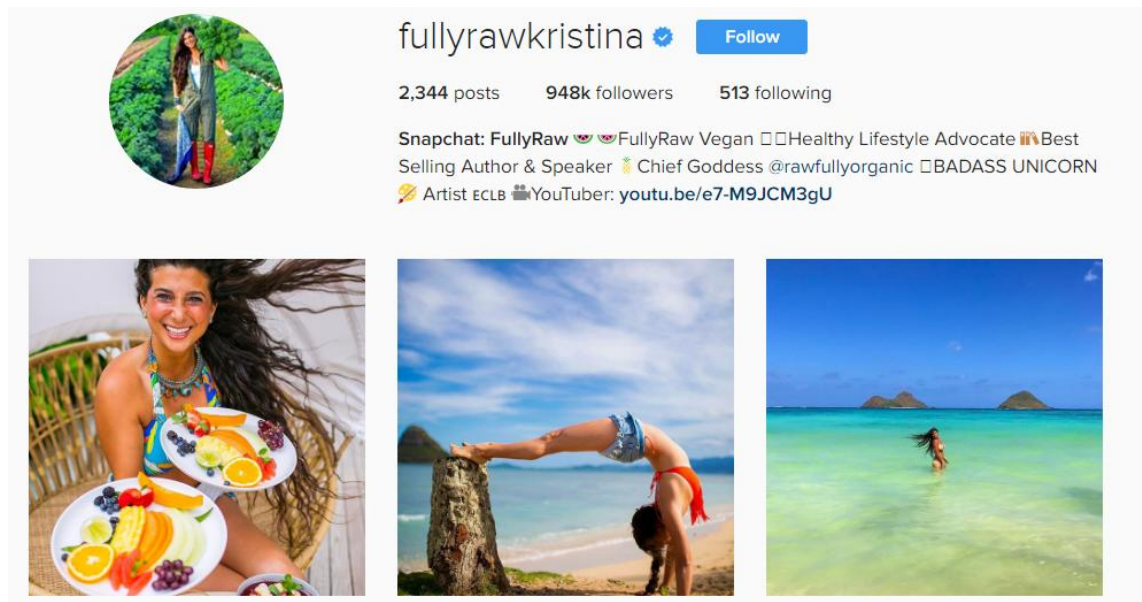 fullyrawkristina Follow
2,344 posts 948k followers 513 following
Snapchat: FullyRaw 🍉 🍉FullyRaw Vegan □□Healthy Lifestyle Advocate 📚Best
Selling Author & Speaker 🍍Chief Goddess @rawfullyorganic □BADASS UNICORN
🎨 Artist ᴇᴄʟʙ 🎥YouTuber: youtu.be/e7-M9JCM3gU